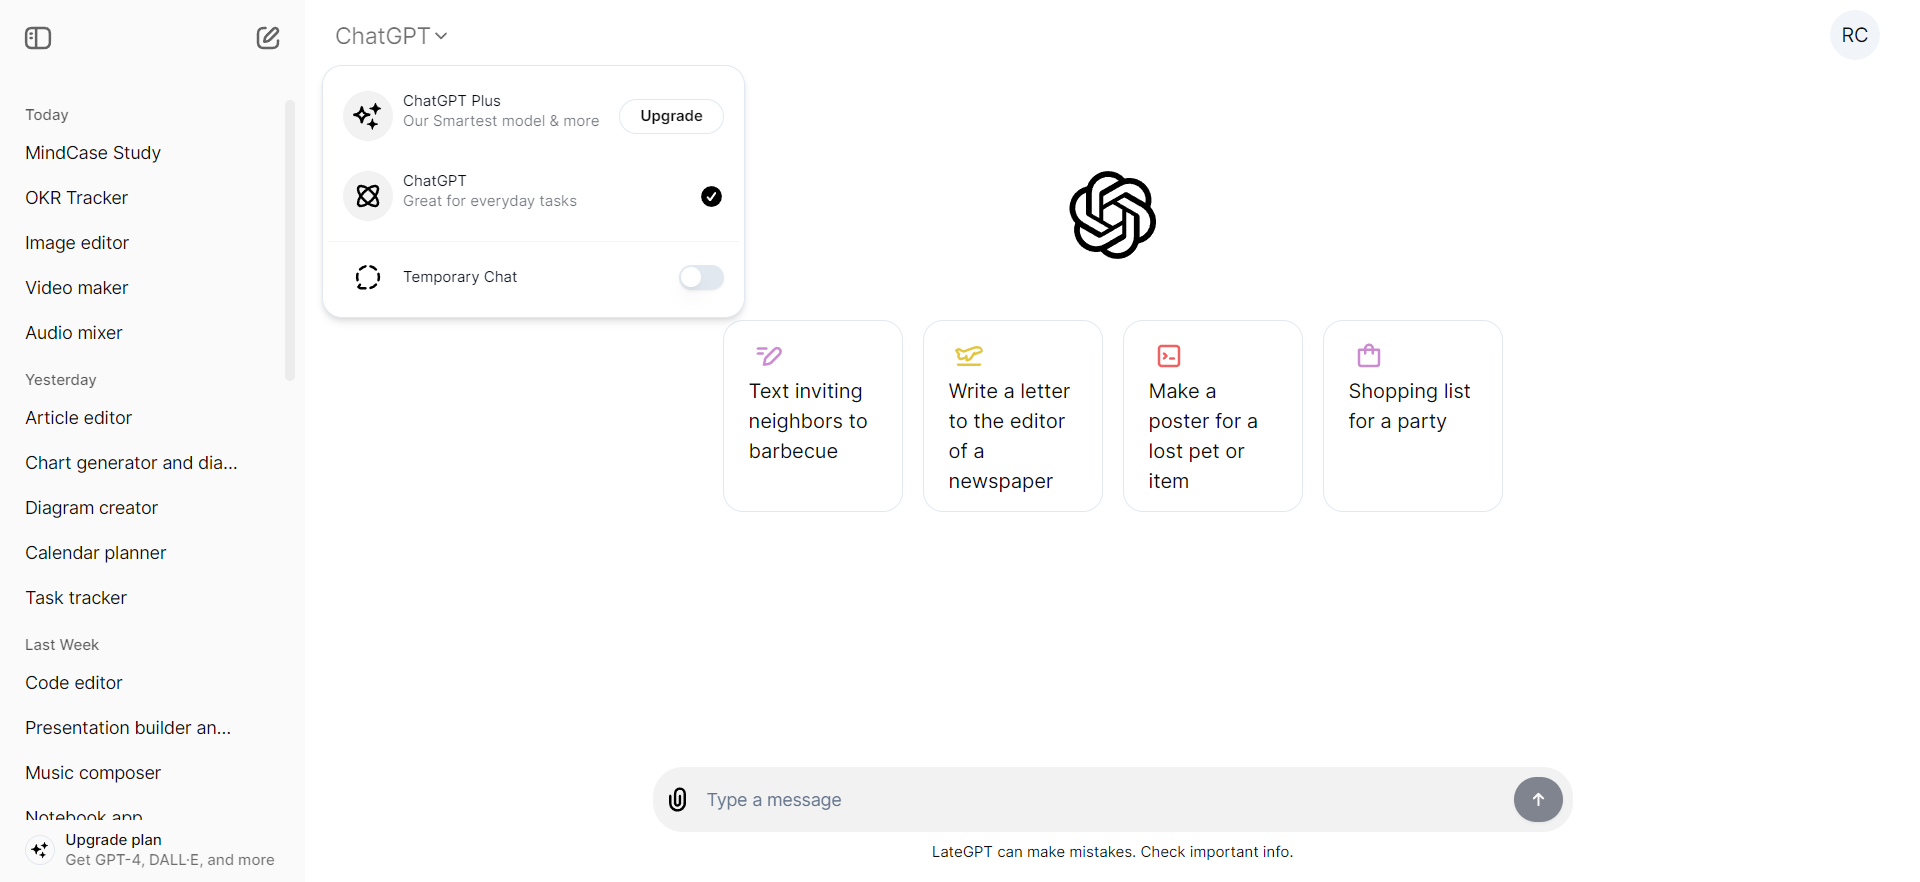 Today
MindCase Study
OKR Tracker
Image editor
Video maker
Audio mixer
Yesterday
Article editor
Chart generator and dia...
Diagram creator
Calendar planner
Task tracker
Last Week
Code editor
Presentation builder an...
Music composer
Notebook app
Upgrade plan
Get GPT-4, DALL·E, and more
ChatGPT
RC
ChatGPT Plus
Our Smartest model & more
Upgrade
ChatGPT
Great for everyday tasks
Temporary Chat
Text inviting
neighbors to
barbecue
Write a letter
to the editor
of a
newspaper
Make a
poster for a
lost pet or
item
Shopping list
for a party
Type a message
LateGPT can make mistakes. Check important info.